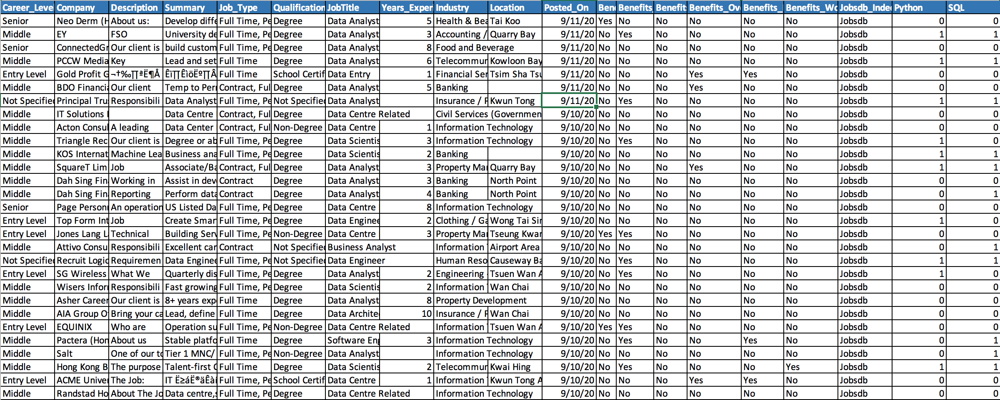 Career_Leve Company Description Summary Job_Type Qualification JobTitle Years_Exper Industry Location Posted_On Ben Benefits_ Benefit Benefits_Ov Benefits_ Benefits_Wo Jobsdb_Inde Python SQL
Senior Neo Derm (H About us: Develop diffe Full Time, Pe Degree Data Analyst 5 Health & Bea Tai Koo 9/11/20 Yes No No No No No Jobsdb 0 0
Middle EY FSO University de Full Time, Pe Degree Data Analyst 3 Accounting / Quarry Bay 9/11/20 No Yes No No No No Jobsdb 1 1
Senior ConnectedGr Our client is build custom Full Time, Pe Degree Data Analyst 8 Food and Beverage 9/11/20 No No No No No No Jobsdb 0 0
Middle PCCW Media Key Lead and set Full Time Degree Data Analyst 6 Telecommun Kowloon Bay 9/11/20 No No No No No No Jobsdb 1 1
Entry Level Gold Profit G ¬†‰∏ªË¶Å Êï∏ÊìöËº∏Â Full Time School Certif Data Entry 1 Financial Ser Tsim Sha Tsu 9/11/20 No No No Yes Yes No Jobsdb 0 0
Middle BDO Financia Our client Temp to Perm Contract, Ful Degree Data Analyst 5 Banking 9/11/20 No No No Yes No No Jobsdb 0 0
Not Specified Principal Trus Responsibili Data Analyst Full Time, Pe Not Specified Data Analyst Insurance / P Kwun Tong 9/11/20 No Yes No No No No Jobsdb 1 1
Middle IT Solutions Data Centre Contract, Ful Degree Data Centre Related Civil Services (Governmen 9/10/20 No No No No No No Jobsdb 0 0
Middle Acton Consul A leading Data Center Contract, Ful Non-Degree Data Centre 1 Information Technology 9/10/20 No No No No No No Jobsdb 0 0
Middle Triangle Rec Our client is Degree or ab Full Time, Pe Degree Data Scientis 3 Information Technology 9/10/20 No Yes No No No No Jobsdb 1 0
Middle KOS Internat Machine Lea Business ana Full Time, Pe Degree Data Scientis 2 Banking 9/10/20 No No No No No No Jobsdb 1 1
Middle SquareT Lim Job Associate/Ba Contract, Ful Degree Data Analyst 3 Property Mar Quarry Bay 9/10/20 No No No Yes No No Jobsdb 1 1
Middle Dah Sing Fin Working in Assist in dev Contract Degree Data Analyst 3 Banking North Point 9/10/20 No No No No No No Jobsdb 0 0
Middle Dah Sing Fin Reporting Perform data Contract Degree Data Analyst 4 Banking North Point 9/10/20 No No No No No No Jobsdb 0 1
Senior Page Personn An operation US Listed Da Full Time, Pe Degree Data Centre 8 Information Technology 9/10/20 No No No No No No Jobsdb 0 0
Entry Level Top Form Int Job Create Smar Full Time, Pe Degree Data Enginee 2 Clothing / Ga Wong Tai Sin 9/10/20 No No No No No No Jobsdb 1 0
Entry Level Jones Lang L Technical Building Serv Full Time, Pe Non-Degree Data Centre 3 Property Mar Tseung Kwan 9/10/20 Yes Yes No No No No Jobsdb 0 0
Middle Attivo Consu Responsibili Excellent car Contract Not Specified Business Analyst Information Airport Area 9/10/20 No No No No No No Jobsdb 0 1
Not Specified Recruit Logic Requiremen Data Enginee Full Time, Pe Not Specified Data Engineer Human Reso Causeway Ba 9/10/20 No Yes No No No No Jobsdb 1 1
Entry Level SG Wireless What We Quarterly dis Full Time, Pe Degree Data Analyst 2 Engineering Tsuen Wan A 9/10/20 No Yes No No No No Jobsdb 1 0
Middle Wisers Infor Responsibili Fast growing Full Time, Pe Degree Data Scientis 2 Information Wan Chai 9/10/20 No No No No No No Jobsdb 0 0
Middle Asher Career Our client is 8+ years exp Full Time Degree Data Analyst 8 Property Development 9/10/20 No No No No No No Jobsdb 0 0
Middle AIA Group O Bring your ca Lead, define Full Time Degree Data Archite 10 Insurance / P Wan Chai 9/10/20 No No No No No No Jobsdb 0 0
Entry Level EQUINIX Who are Operation su Full Time, Pe Non-Degree Data Centre Related Information Tsuen Wan A 9/10/20 Yes Yes No No No No Jobsdb 0 0
Middle Pactera (Hon About us Stable platfo Full Time Degree Software Eng 3 Information Technology 9/10/20 No Yes No No Yes No Jobsdb 0 1
Middle Salt One of our to Tier 1 MNC/ Full Time, Pe Non-Degree Data Analyst Information Technology 9/10/20 No No No No No No Jobsdb 0 1
Middle Hong Kong B The purpose Talent-first C Full Time Degree Data Scientis 2 Telecommun Kwai Hing 9/10/20 No Yes No No No Yes Jobsdb 1 1
Entry Level ACME Univer The Job: IT Ë≥áË®äÊà Full Time, Pe School Certif Data Centre 1 Information Kwun Tong A 9/10/20 No No No Yes Yes No Jobsdb 0 0
Middle Randstad Ho About The Jo Data centre,s Full Time, Pe Degree Data Centre Related Information Technology 9/10/20 No No No No No No Jobsdb 0 0